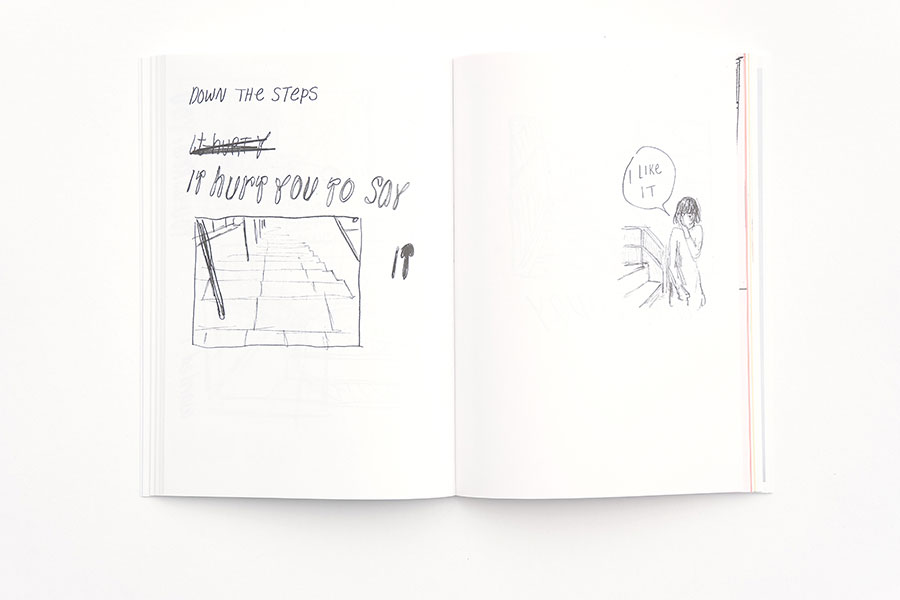 DOWN THE STEPS
It HURT Y
IT HURT YOU TO SAY
IT
I LIKE
IT